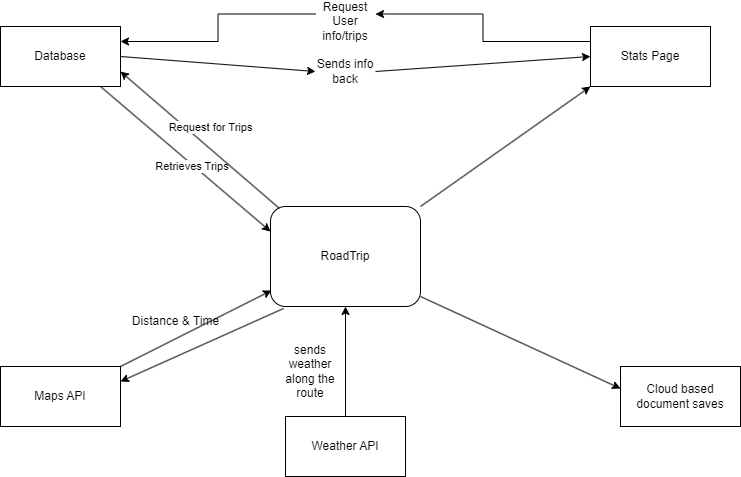 Request
User
info/trips
Database
Stats Page
Sends info
back
Request for Trips
Retrieves Trips
RoadTrip
Distance & Time
sends
weather
along the
route
Maps API
Cloud based
document saves
Weather API